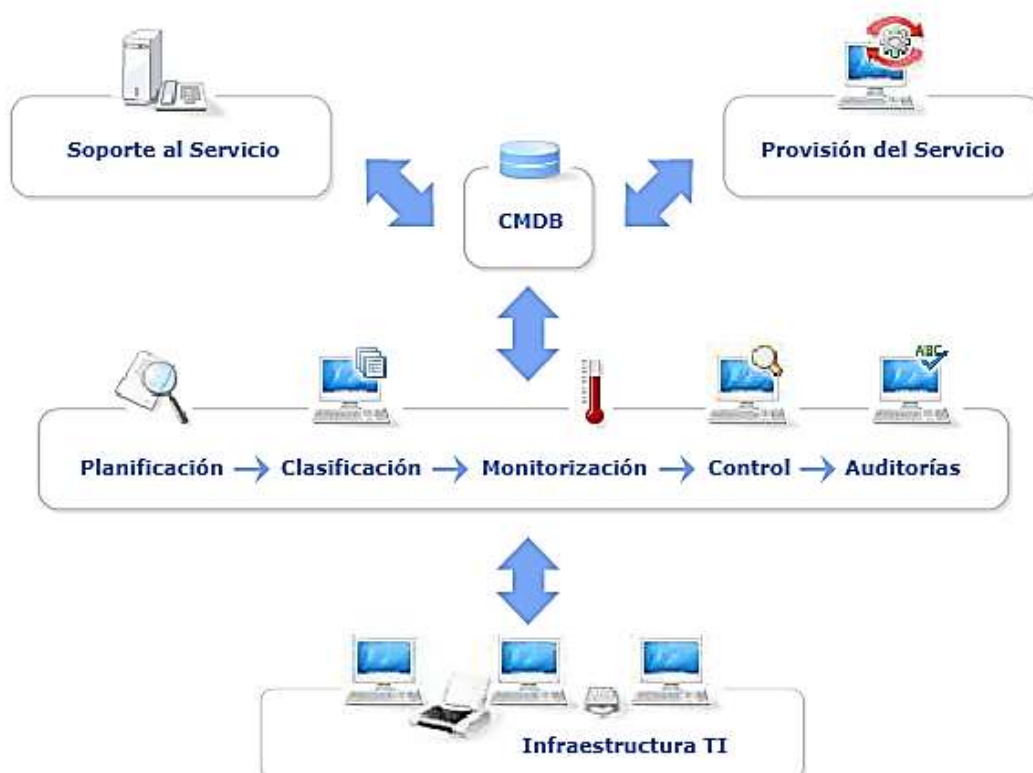 Soporte al Servicio
Provisión del Servicio
CMDB
ABC
Planificación → Clasificación → Monitorización → Control → Auditorías
Infraestructura TI